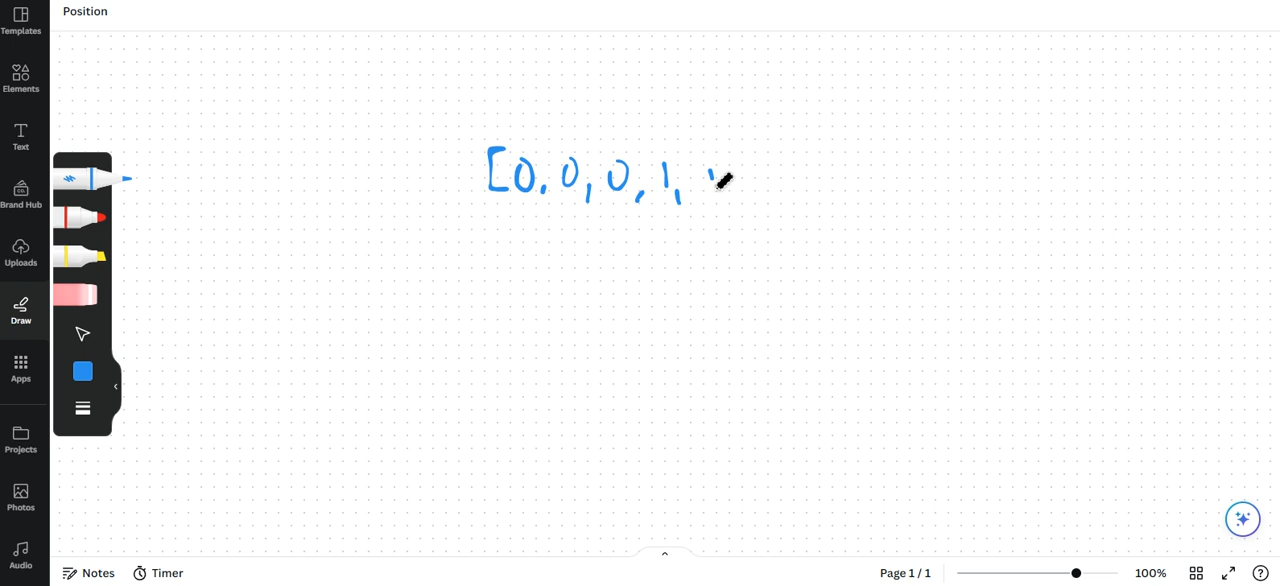 Position
Templates
Elements
Text
Brand Hub
Uploads
Draw
Apps
Projects
Photos
Audio
[0, 0, 0, 1,
Notes
Timer
Page 1 / 1
100%